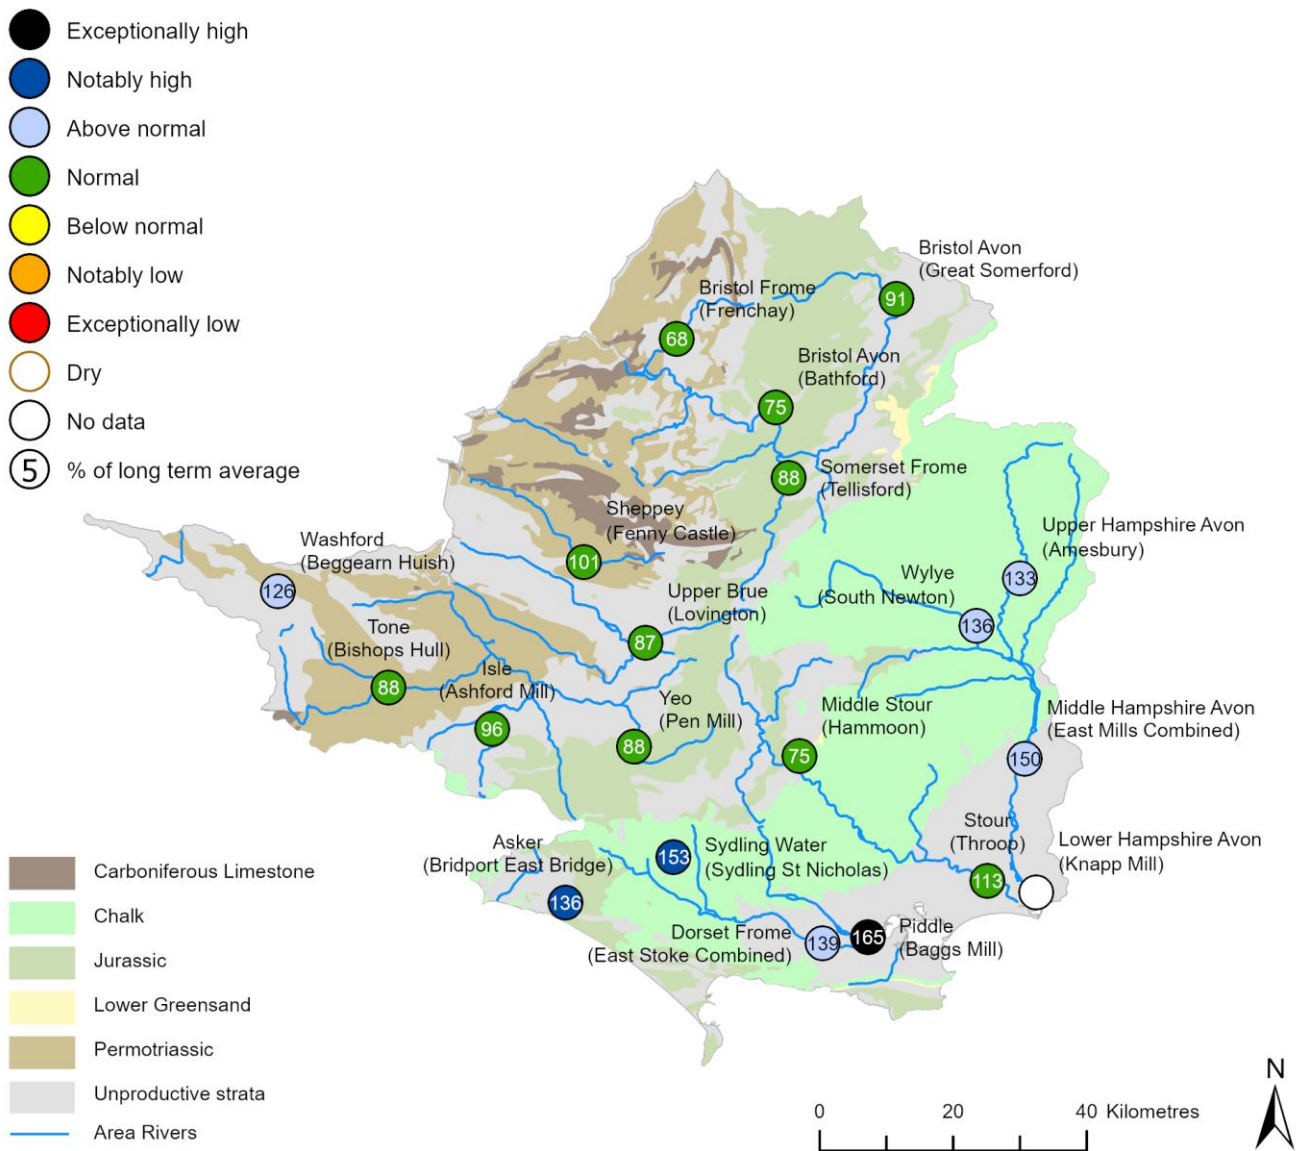 Exceptionally high
Notably high
Above normal
Normal
Below normal
Notably low
Exceptionally low
Dry
No data
5 % of long term average
Bristol Avon
(Great Somerford)
91
Bristol Frome
(Frenchay)
68
Bristol Avon
(Bathford)
75
Somerset Frome
(Tellisford)
88
Sheppey
(Fenny Castle)
101
Upper Hampshire Avon
(Amesbury)
133
Washford
(Beggearn Huish)
126
Wylye
(South Newton)
136
Upper Brue
(Lovington)
87
Tone
(Bishops Hull)
88
Isle
(Ashford Mill)
96
Yeo
(Pen Mill)
88
Middle Stour
(Hammoon)
75
Middle Hampshire Avon
(East Mills Combined)
150
Stour
(Throop)
113
Lower Hampshire Avon
(Knapp Mill)
Asker
(Bridport East Bridge)
136
Sydling Water
(Sydling St Nicholas)
153
Dorset Frome
(East Stoke Combined)
139
Piddle
(Baggs Mill)
165
Carboniferous Limestone
Chalk
Jurassic
Lower Greensand
Permotriassic
Unproductive strata
Area Rivers
0 20 40 Kilometres
N